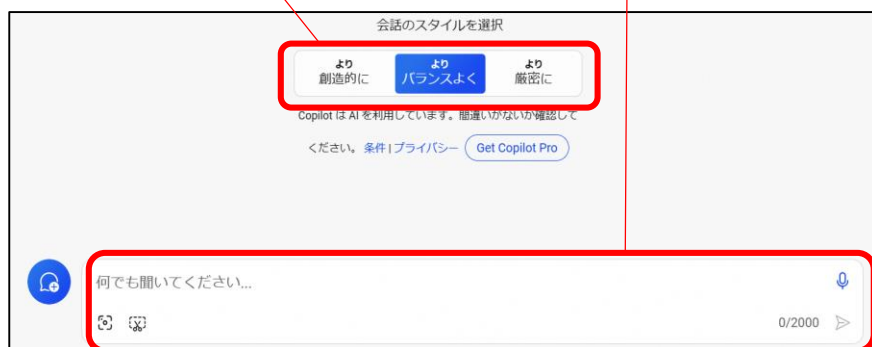 会話のスタイルを選択
より
創造的に
より
バランスよく
より
厳密に
Copilot は AI を利用しています。間違いがないか確認して
ください。 条件 | プライバシー Get Copilot Pro
何でも聞いてください...
0/2000